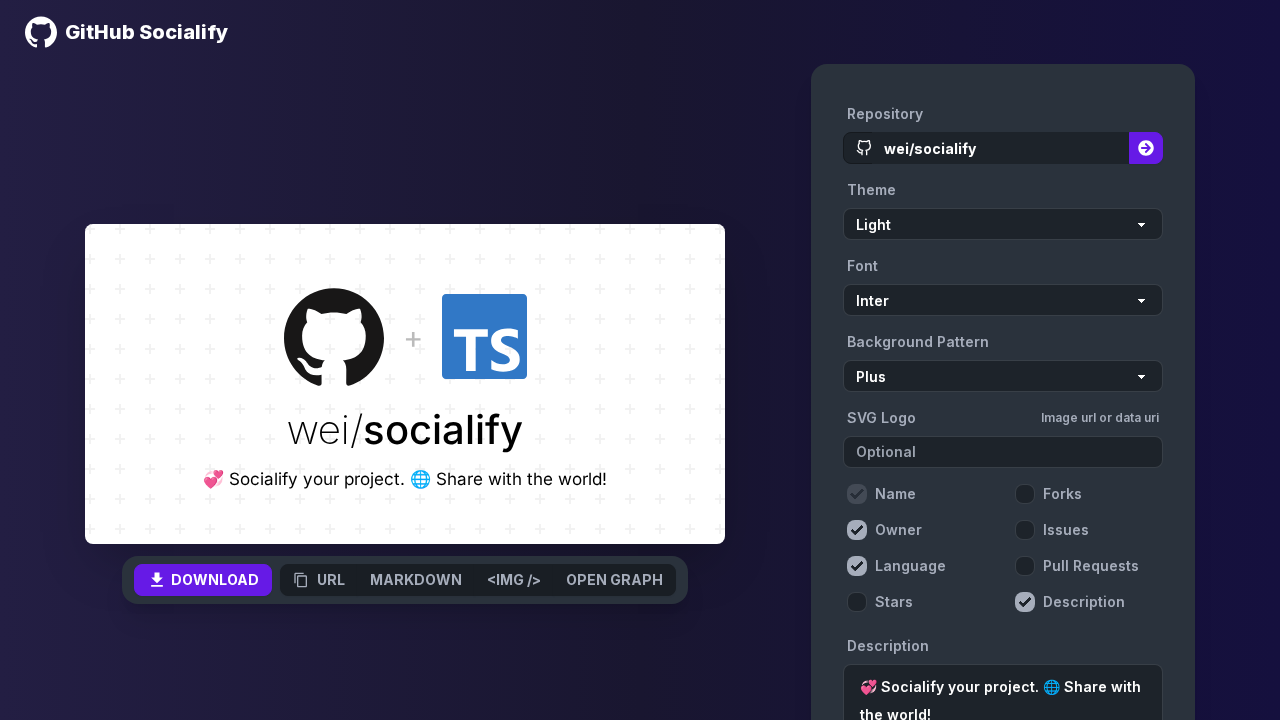 GitHub Socialify
Repository
wei/socialify
Theme
Light
Font
Inter
Background Pattern
Plus
SVG Logo
Image url or data uri
Optional
Name
Forks
Owner
Issues
Language
Pull Requests
Stars
Description
Description
💞 Socialify your project. 🌐 Share with
the world!
+
TS
wei/socialify
💞 Socialify your project. 🌐 Share with the world!
DOWNLOAD
URL
MARKDOWN
<IMG />
OPEN GRAPH